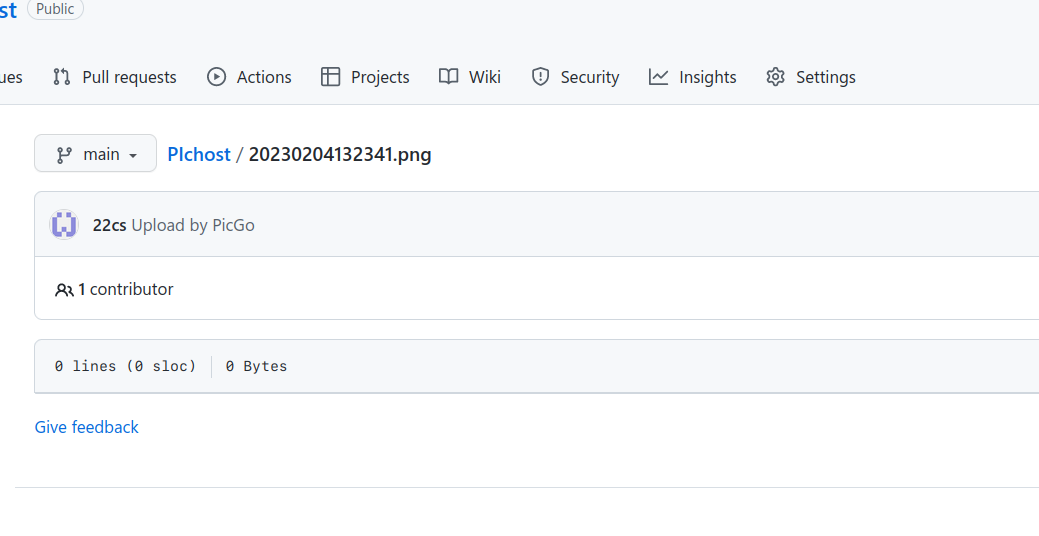 st Public
ues Pull requests Actions Projects Wiki Security Insights Settings
main PIchost / 20230204132341.png
22cs Upload by PicGo
1 contributor
0 lines (0 sloc) 0 Bytes
Give feedback